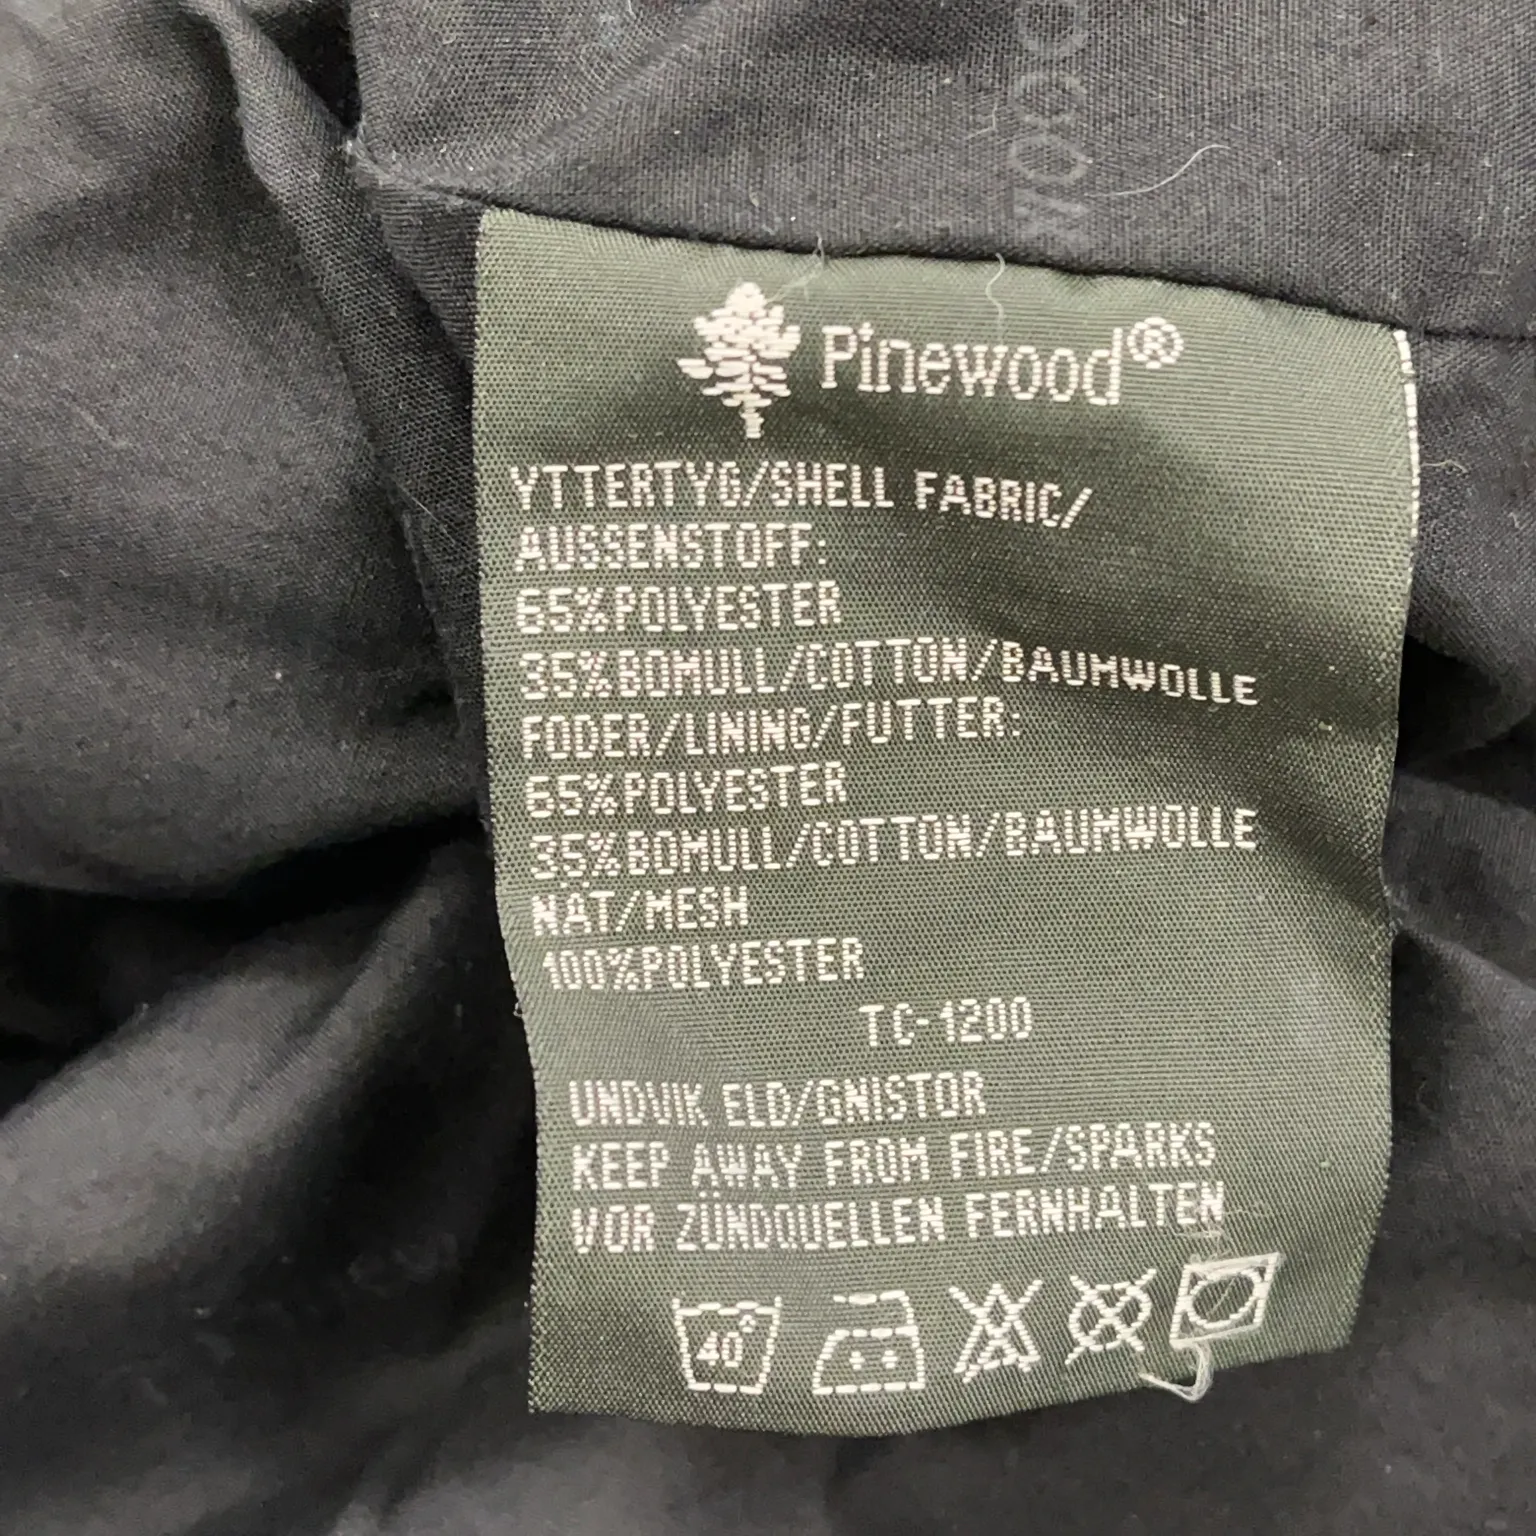 Pinewood®
YTTERTYG/SHELL FABRIC/
AUSSENSTOFF:
65%POLYESTER
35%BOMULL/COTTON/BAUMWOLLE
FODER/LINING/FUTTER:
65%POLYESTER
35%BOMULL/COTTON/BAUMWOLLE
NÄT/MESH
100%POLYESTER
TC-1200
UNDVIK ELD/GNISTOR
KEEP AWAY FROM FIRE/SPARKS
VOR ZÜNDQUELLEN FERNHALTEN
40°